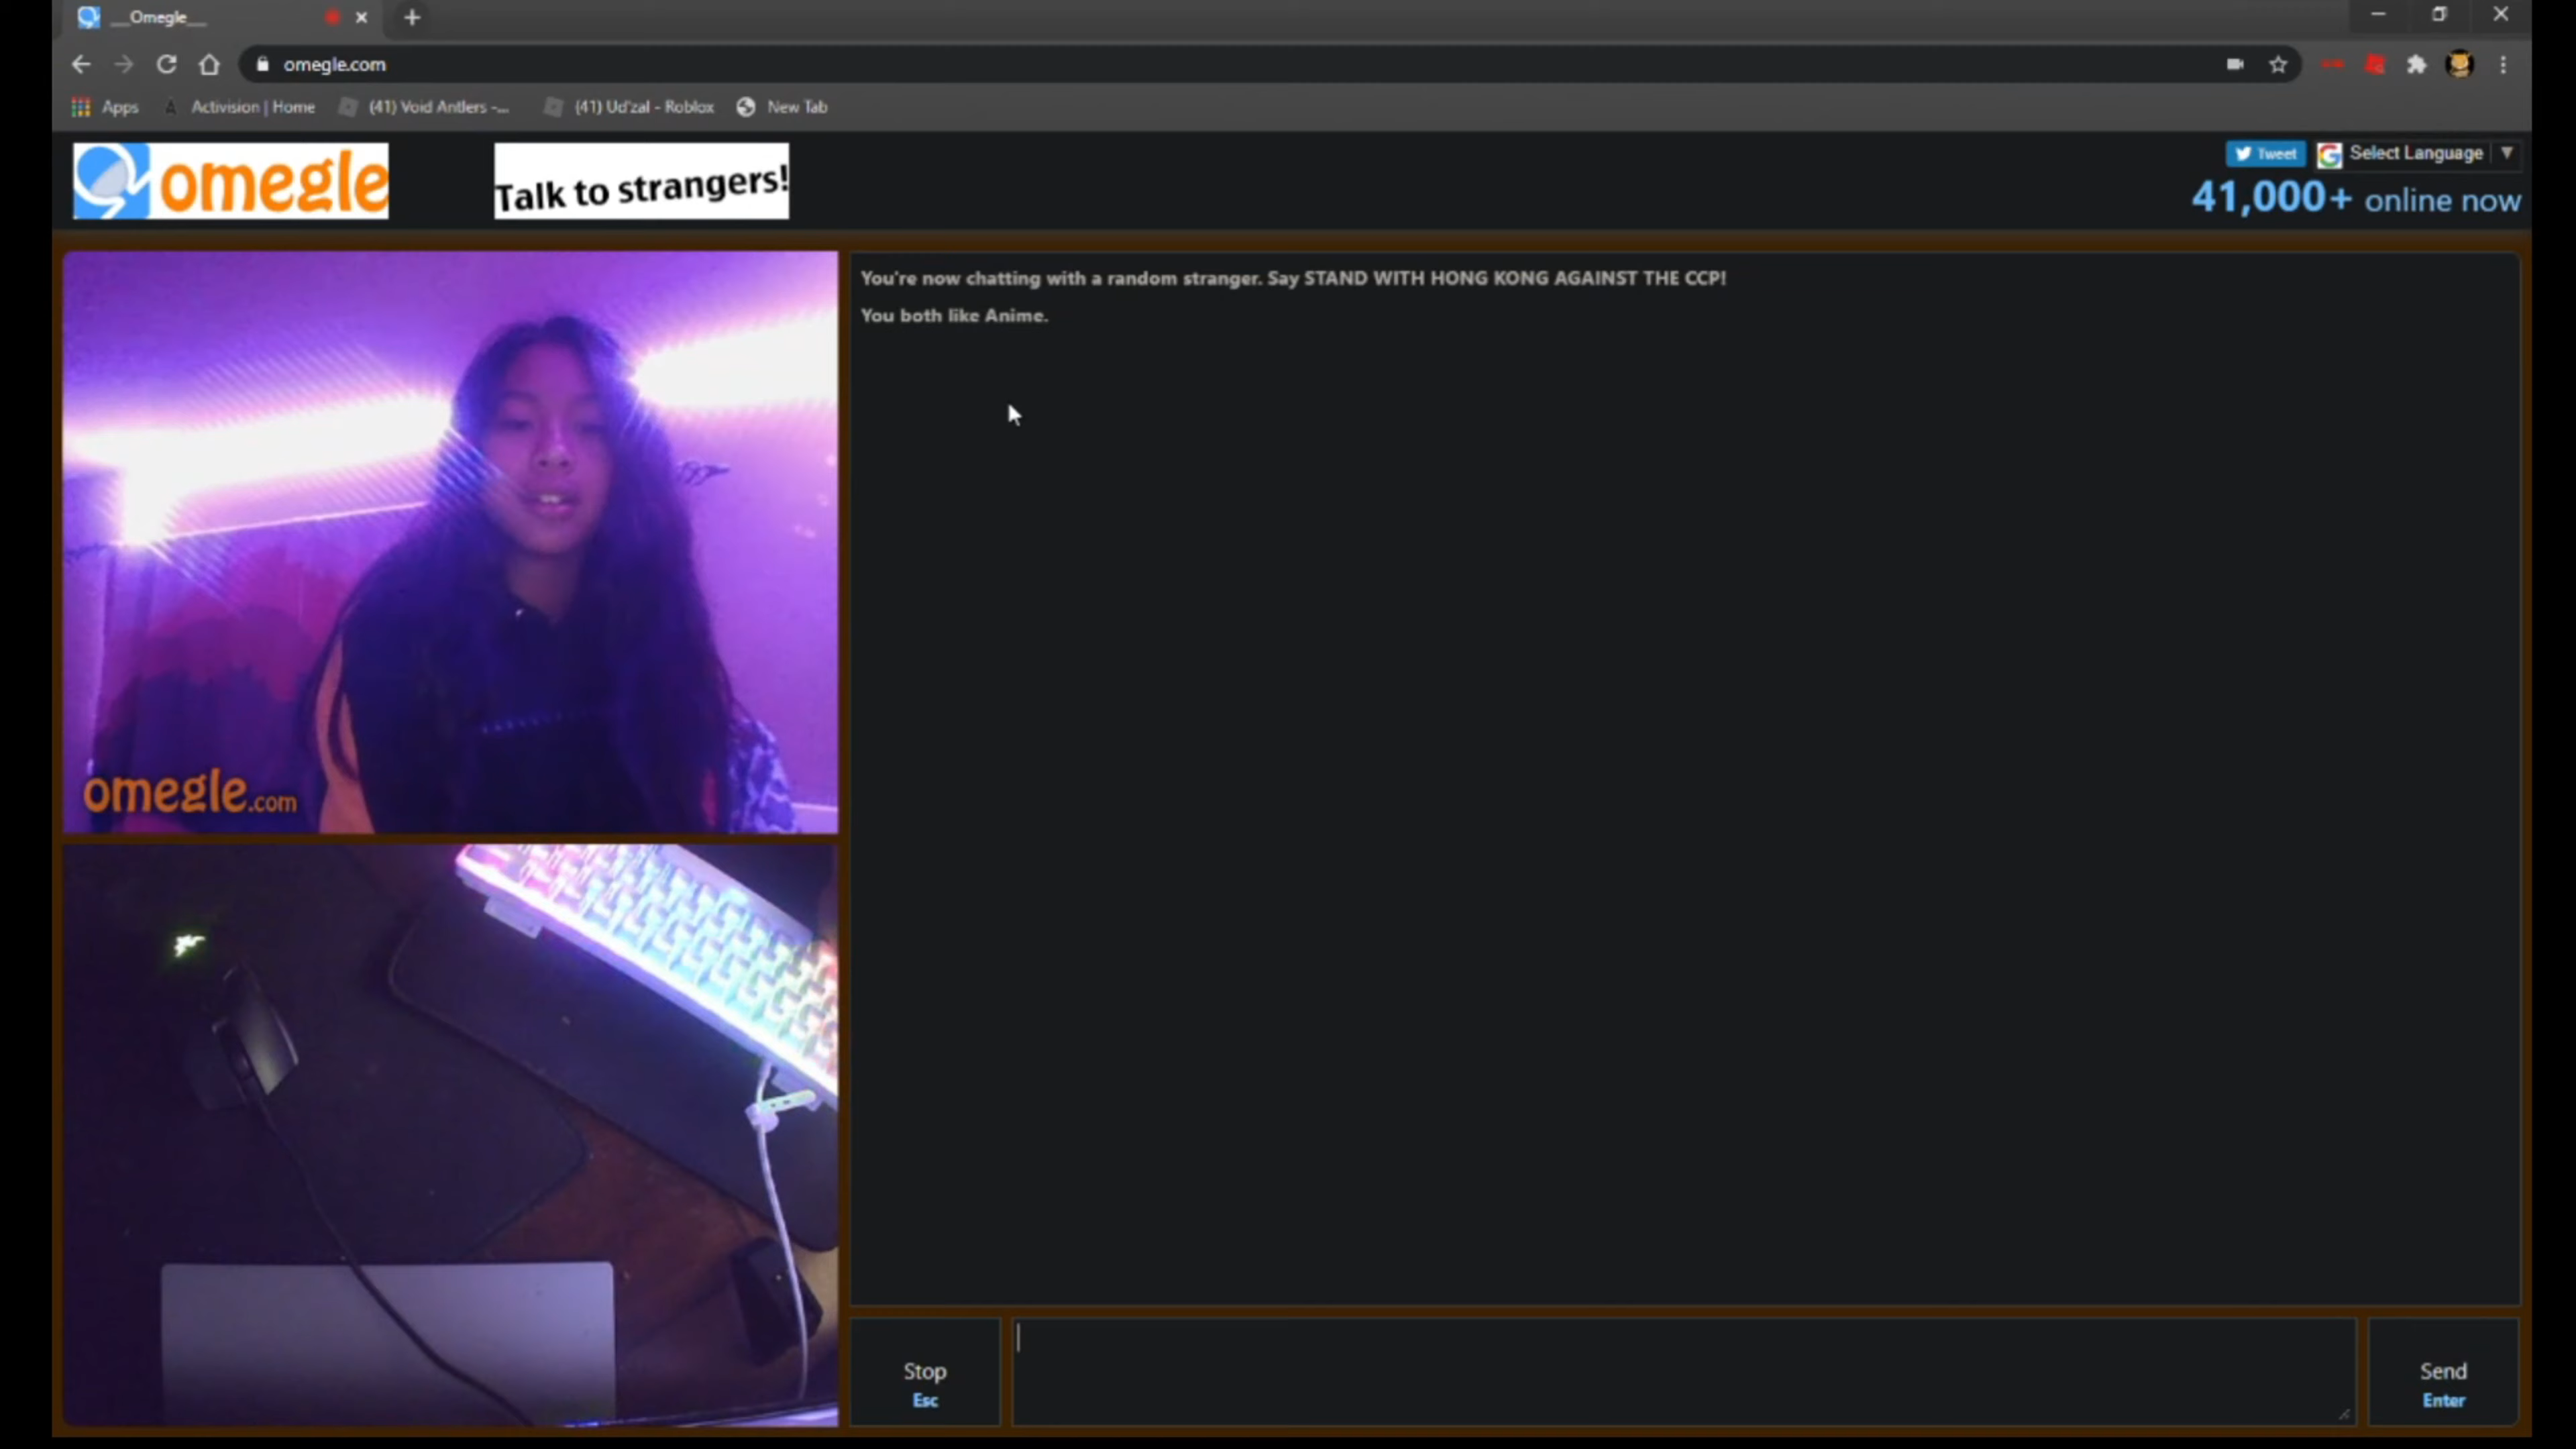 __Omegle__
omegle.com
Apps
Activision | Home
(41) Void Antlers -...
(41) Ud'zal - Roblox
New Tab
omegle
Talk to strangers!
Tweet
Select Language
41,000+ online now
You're now chatting with a random stranger. Say STAND WITH HONG KONG AGAINST THE CCP!
You both like Anime.
omegle.com
Stop
Esc
Send
Enter